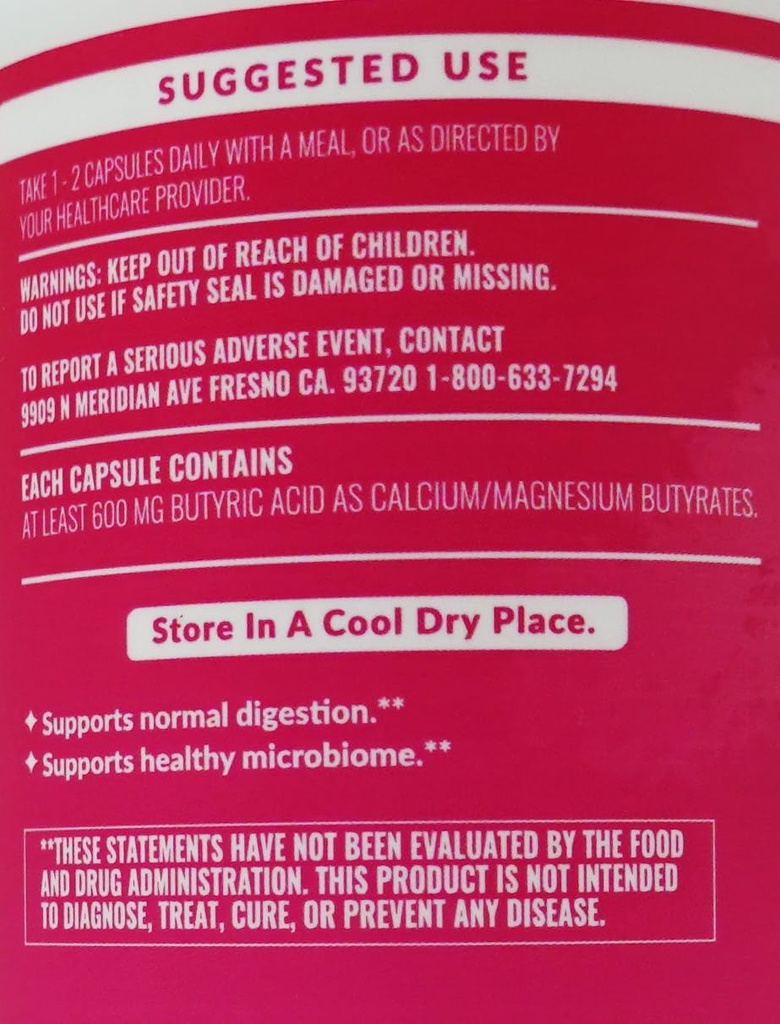 SUGGESTED USE
TAKE 1 - 2 CAPSULES DAILY WITH A MEAL, OR AS DIRECTED BY
YOUR HEALTHCARE PROVIDER.
WARNINGS: KEEP OUT OF REACH OF CHILDREN.
DO NOT USE IF SAFETY SEAL IS DAMAGED OR MISSING.
TO REPORT A SERIOUS ADVERSE EVENT, CONTACT
9909 N MERIDIAN AVE FRESNO CA. 93720 1-800-633-7294
EACH CAPSULE CONTAINS
AT LEAST 600 MG BUTYRIC ACID AS CALCIUM/MAGNESIUM BUTYRATES.
Store In A Cool Dry Place.
✦ Supports normal digestion.**
✦ Supports healthy microbiome.**
**THESE STATEMENTS HAVE NOT BEEN EVALUATED BY THE FOOD
AND DRUG ADMINISTRATION. THIS PRODUCT IS NOT INTENDED
TO DIAGNOSE, TREAT, CURE, OR PREVENT ANY DISEASE.